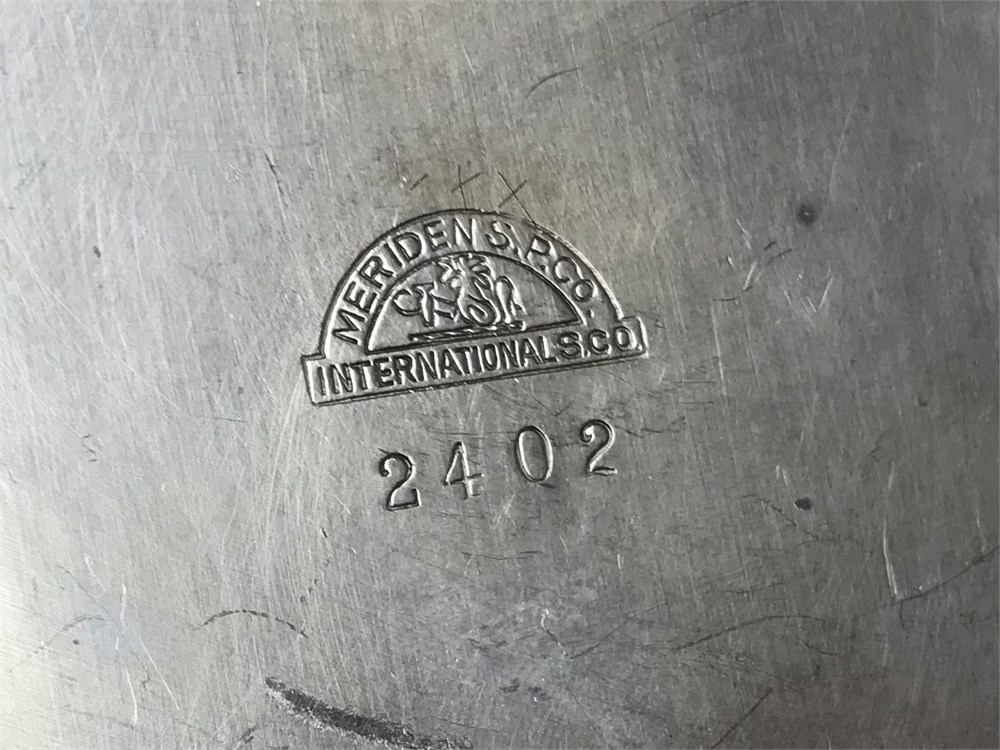 MERIDEN S.P.CO.
INTERNATIONAL S.CO.
2402